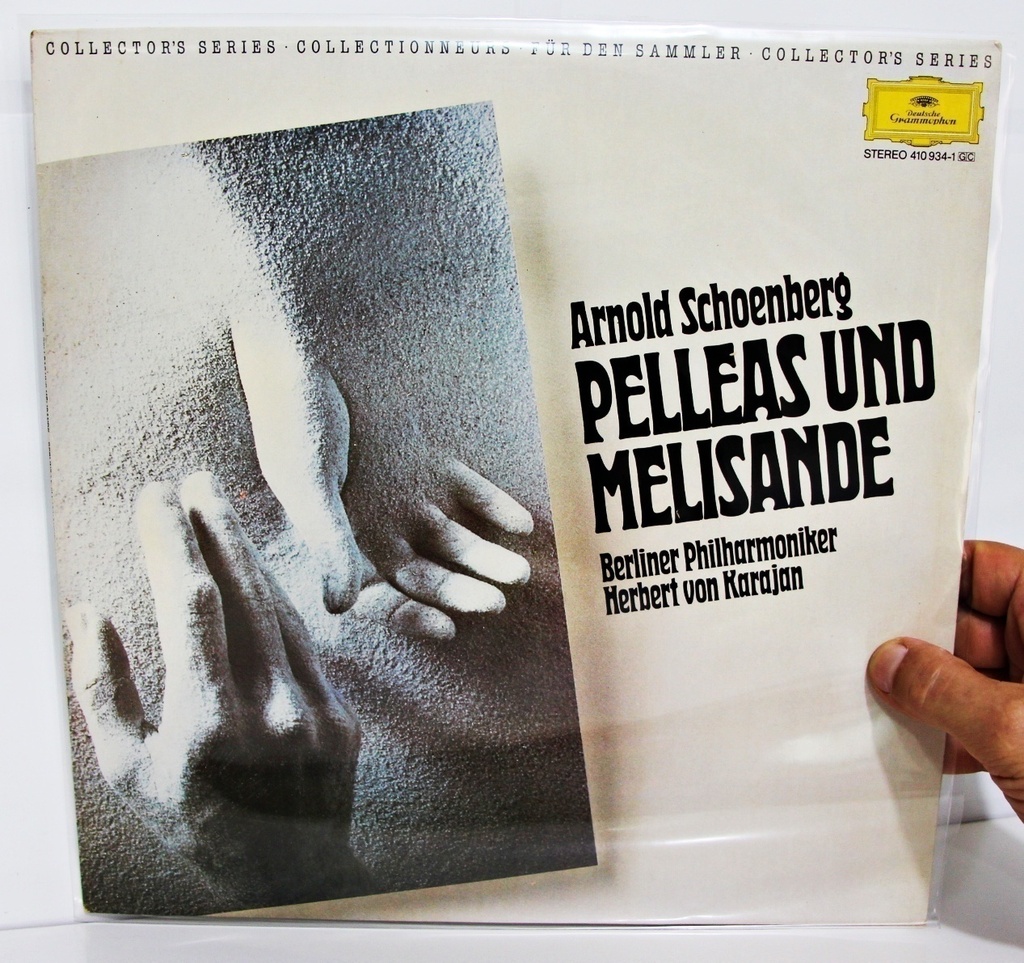 COLLECTOR'S SERIES · COLLECTIONNEURS · FÜR DEN SAMMLER · COLLECTOR'S SERIES
Deutsche
Grammophon
STEREO 410 934-1 GC
Arnold Schoenberg
PELLEAS UND
MELISANDE
Berliner Philharmoniker
Herbert von Karajan